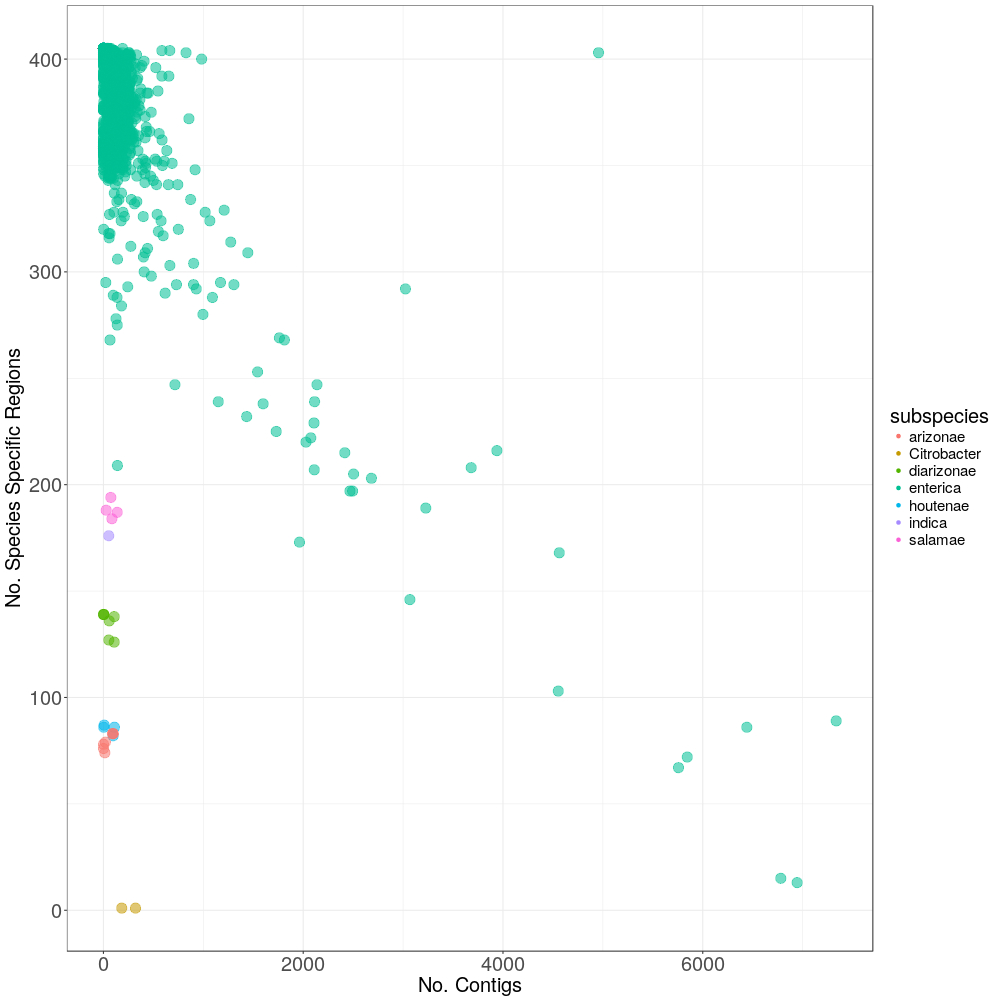 No. Species Specific Regions
400
300
200
100
0
0 2000 4000 6000
No. Contigs
subspecies
arizonae
Citrobacter
diarizonae
enterica
houtenae
indica
salamae